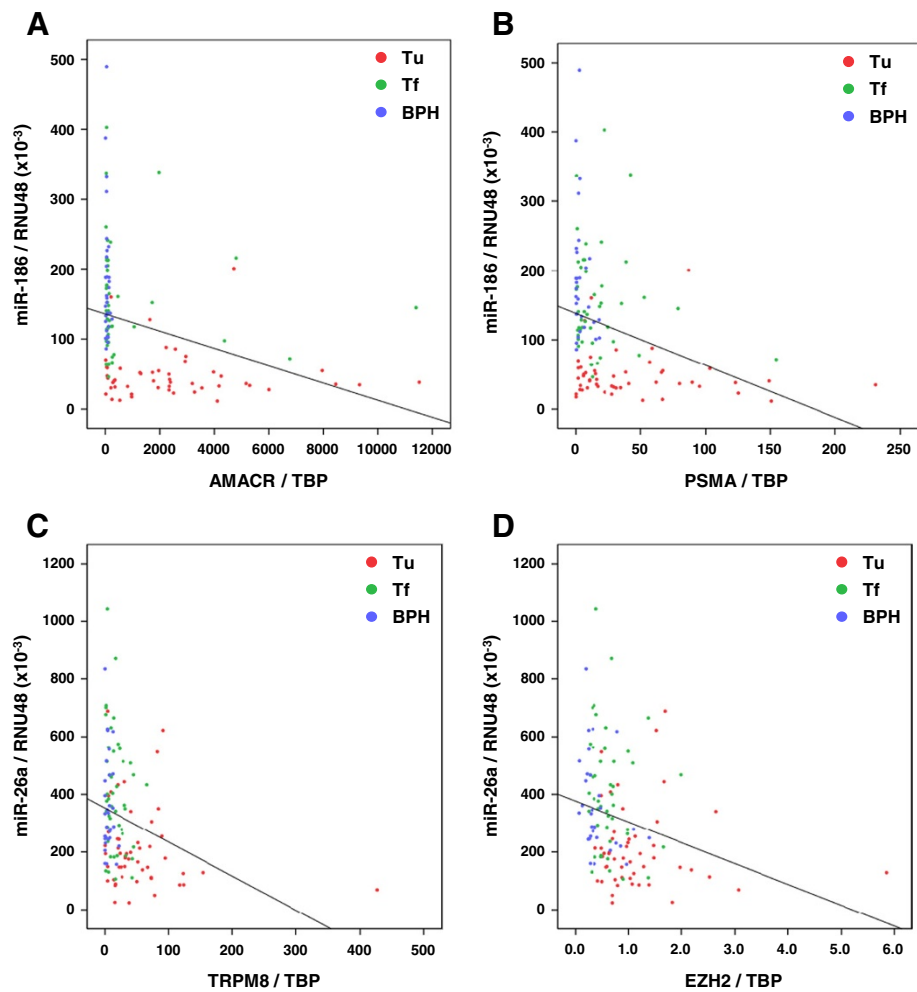 A
Tu
Tf
BPH
500
400
300
200
100
0
miR-186 / RNU48 (x10-3)
0
2000
4000
6000
8000
10000
12000
AMACR / TBP
B
Tu
Tf
BPH
500
400
300
200
100
0
miR-186 / RNU48 (x10-3)
0
50
100
150
200
250
PSMA / TBP
C
Tu
Tf
BPH
1200
1000
800
600
400
200
0
miR-26a / RNU48 (x10-3)
0
100
200
300
400
500
TRPM8 / TBP
D
Tu
Tf
BPH
1200
1000
800
600
400
200
0
miR-26a / RNU48 (x10-3)
0.0
1.0
2.0
3.0
4.0
5.0
6.0
EZH2 / TBP